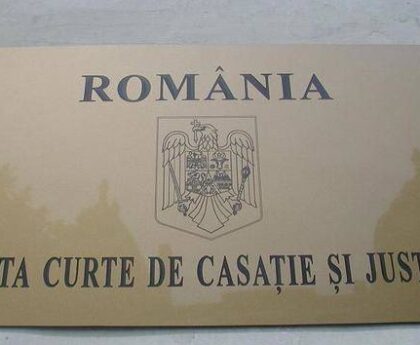 ROMÂNIA
TA CURTE DE CASAȚIE ȘI JUST